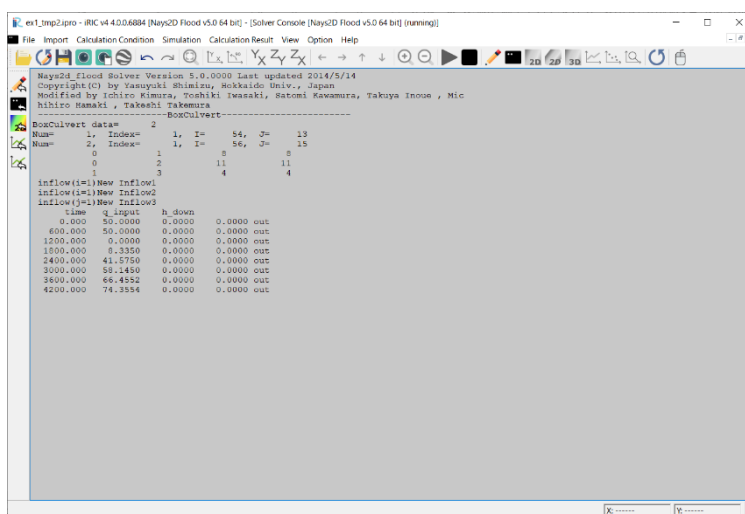 ex1_tmp2.ipro - iRIC v4 4.0.0.6884 [Nays2D Flood v5.0 64 bit] - [Solver Console [Nays2D Flood v5.0 64 bit] (running)]
File Import Calculation Condition Simulation Calculation Result View Option Help
Nays2d_flood Solver Version 5.0.0000 Last updated 2014/5/14
Copyright(C) by Yasuyuki Shimizu, Hokkaido Univ., Japan
Modified by Ichiro Kimura, Toshiki Iwasaki, Satomi Kawamura, Takuya Inoue , Mic
hihiro Hamaki , Takeshi Takemura
--------------------------BoxCulvert--------------------------
BoxCulvert data= 2
Num= 1, Index= 1, I= 54, J= 13
Num= 2, Index= 1, I= 56, J= 15
0 1 8 8
0 2 11 11
1 3 4 4
inflow(i=1)New Inflow1
inflow(i=1)New Inflow2
inflow(j=1)New Inflow3
time q_input h_down
0.000 50.0000 0.0000 0.0000 out
600.000 50.0000 0.0000 0.0000 out
1200.000 0.0000 0.0000 0.0000 out
1800.000 8.3350 0.0000 0.0000 out
2400.000 41.5750 0.0000 0.0000 out
3000.000 58.1450 0.0000 0.0000 out
3600.000 66.4552 0.0000 0.0000 out
4200.000 74.3554 0.0000 0.0000 out
X: ------ Y: ------